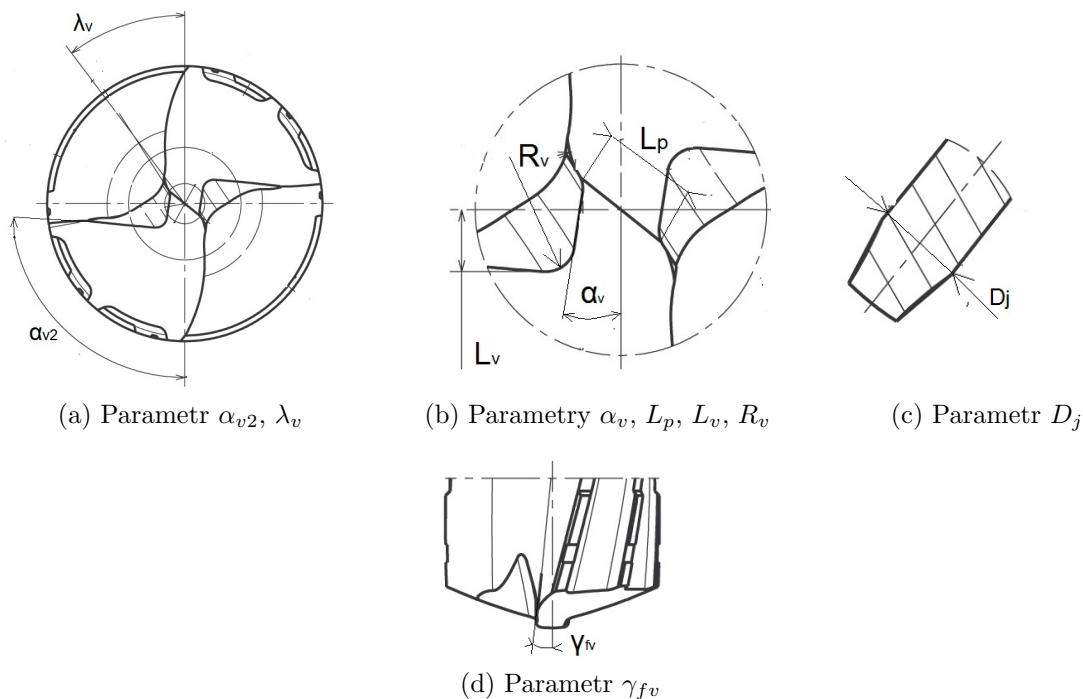 λv
αv2
(a) Parametr αv2, λv
Rv
Lp
αv
Lv
(b) Parametry αv, Lp, Lv, Rv
Dj
(c) Parametr Dj
γfv
(d) Parametr γfv